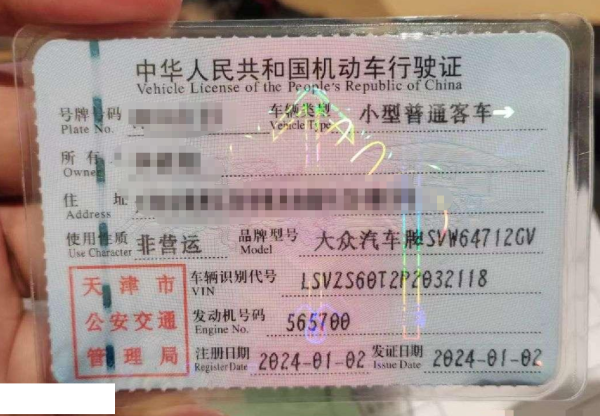 中华人民共和国机动车行驶证
Vehicle License of the People's Republic of China
号牌号码 车辆类型 小型普通客车→
Plate No. Vehicle Type
所有
Owner
住 址
Address
使用性质 非营运 品牌型号 大众汽车牌SVW64712GV
Use Character Model
天津市
公安交通
管理局
车辆识别代号 LSVZS60T2P2032118
VIN
发动机号码 565700
Engine No.
注册日期 2024-01-02 发证日期 2024-01-02
Register Date Issue Date